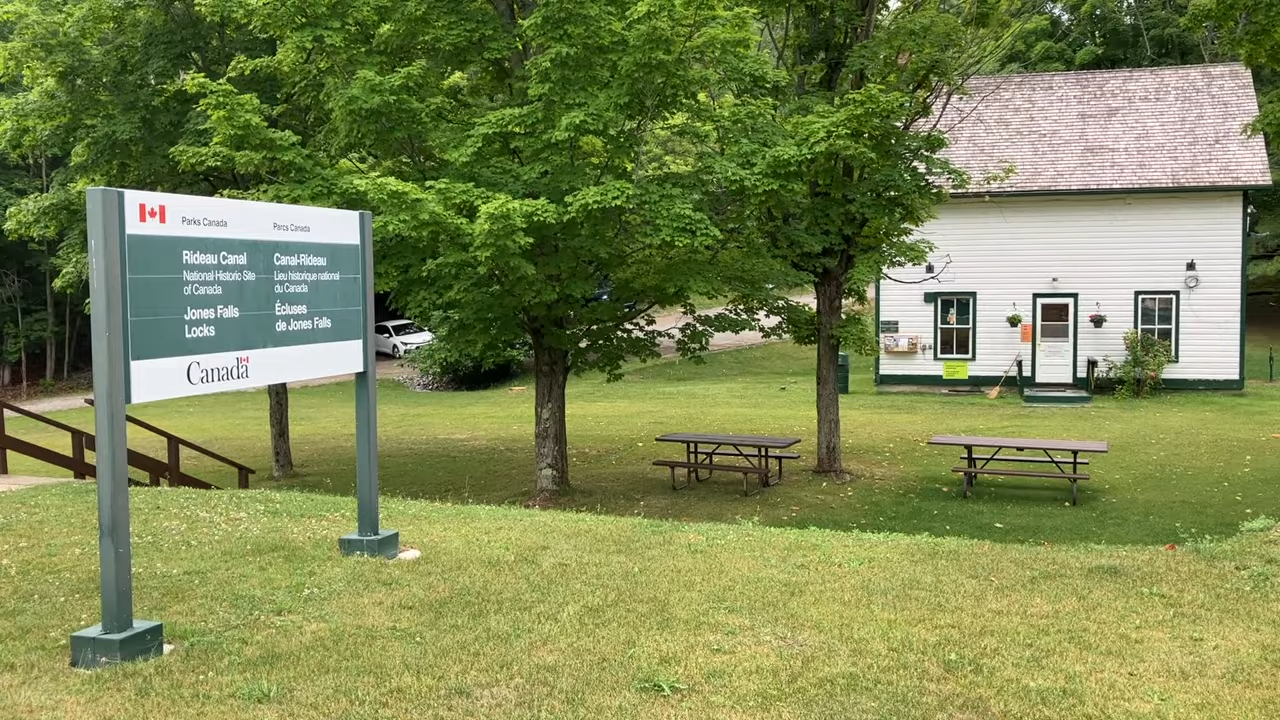 Parks Canada
Parcs Canada
Rideau Canal
National Historic Site
of Canada
Jones Falls
Locks
Canal-Rideau
Lieu historique national
du Canada
Écluses
de Jones Falls
Canada